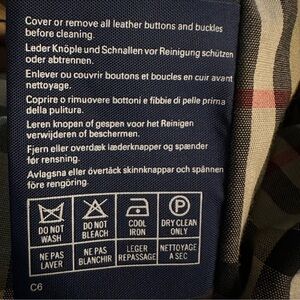 Cover or remove all leather buttons and buckles
before cleaning.
Leder Knöpfe und Schnallen vor Reinigung schützen
oder abtrennen.
Enlever ou couvrir boutons et boucles en cuir avant
nettoyage.
Coprire o rimuovere bottoni e fibbie di pelle prima
della pulitura.
Leren knopen of gespen voor het Reinigen
verwijderen of beschermen.
Fjern eller overdæk læderknapper og spænder
før rensning.
Avlagsna eller övertäck skinnknappar och spännen
före rengöring.
DO NOT WASH
DO NOT BLEACH
COOL IRON
P
DRY CLEAN ONLY
NE PAS LAVER
NE PAS BLANCHIR
LEGER REPASSAGE
NETTOYAGE A SEC
C6